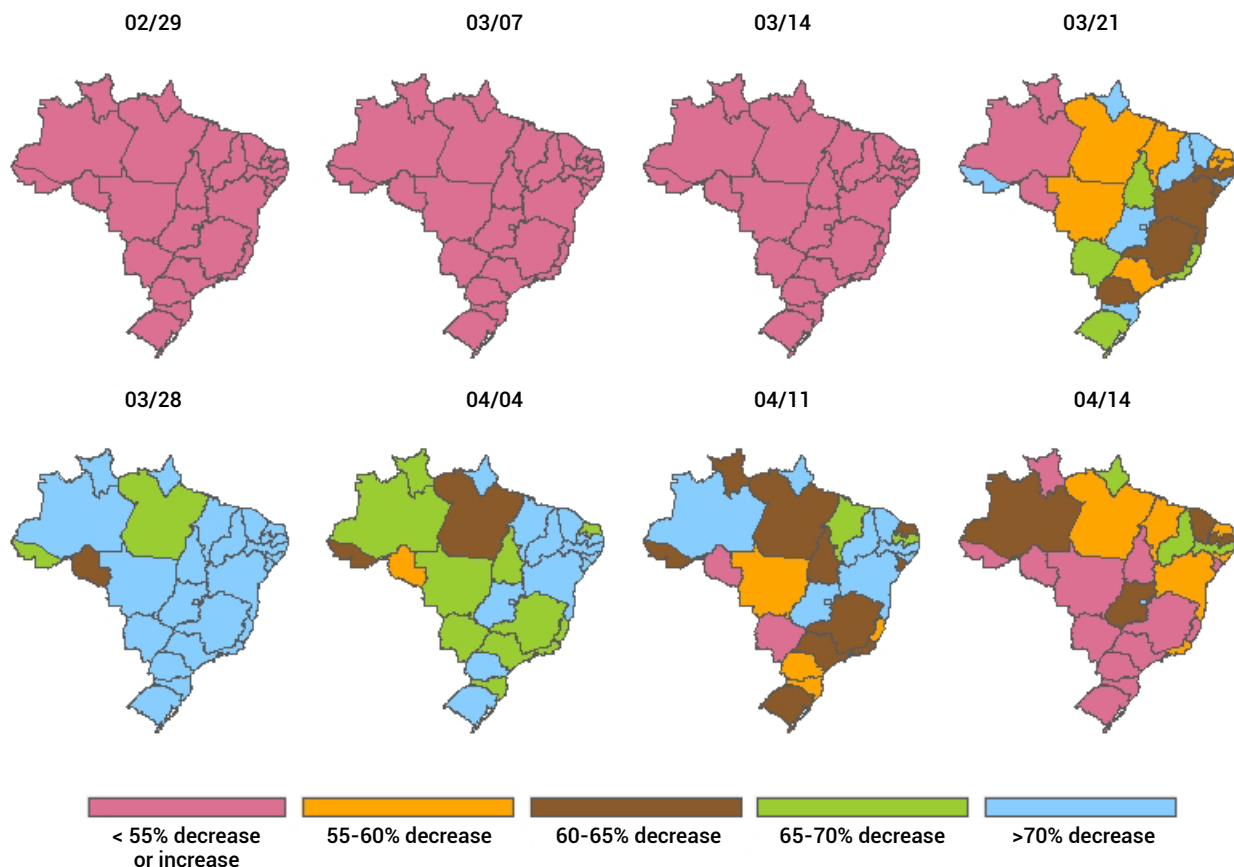 02/29
03/07
03/14
03/21
03/28
04/04
04/11
04/14
< 55% decrease
or increase
55-60% decrease
60-65% decrease
65-70% decrease
>70% decrease